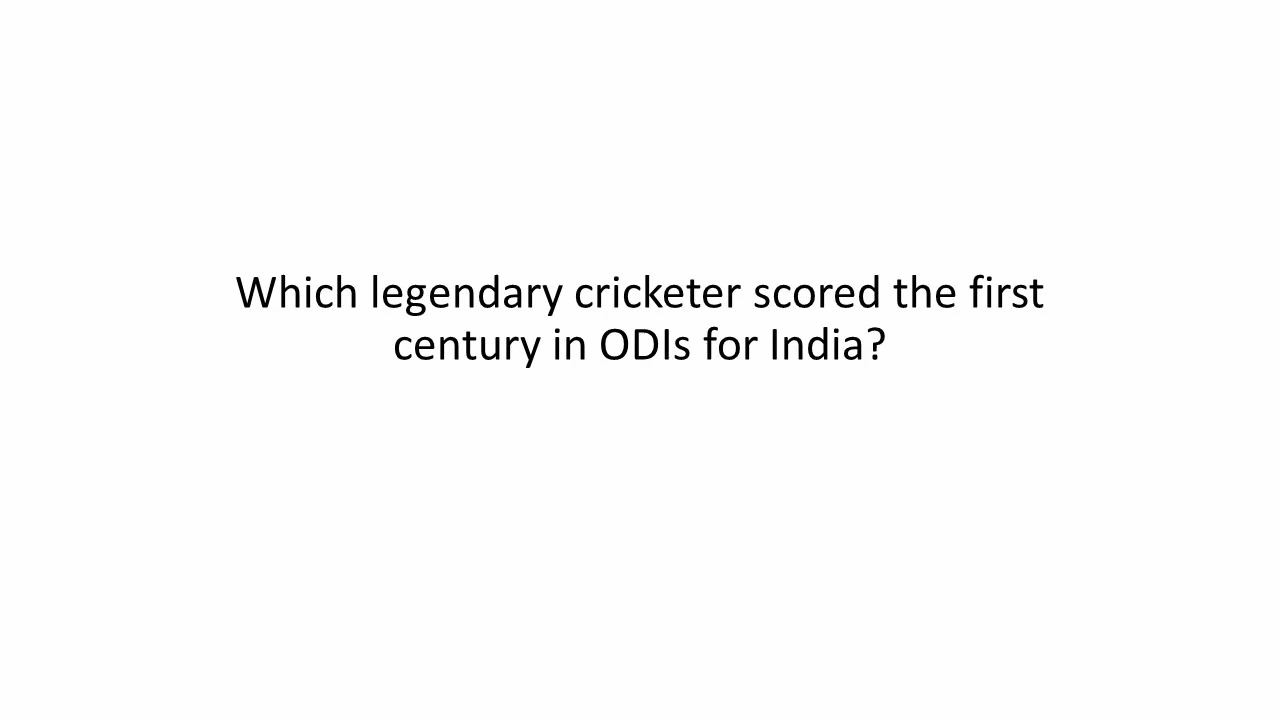 Which legendary cricketer scored the first
century in ODIs for India?